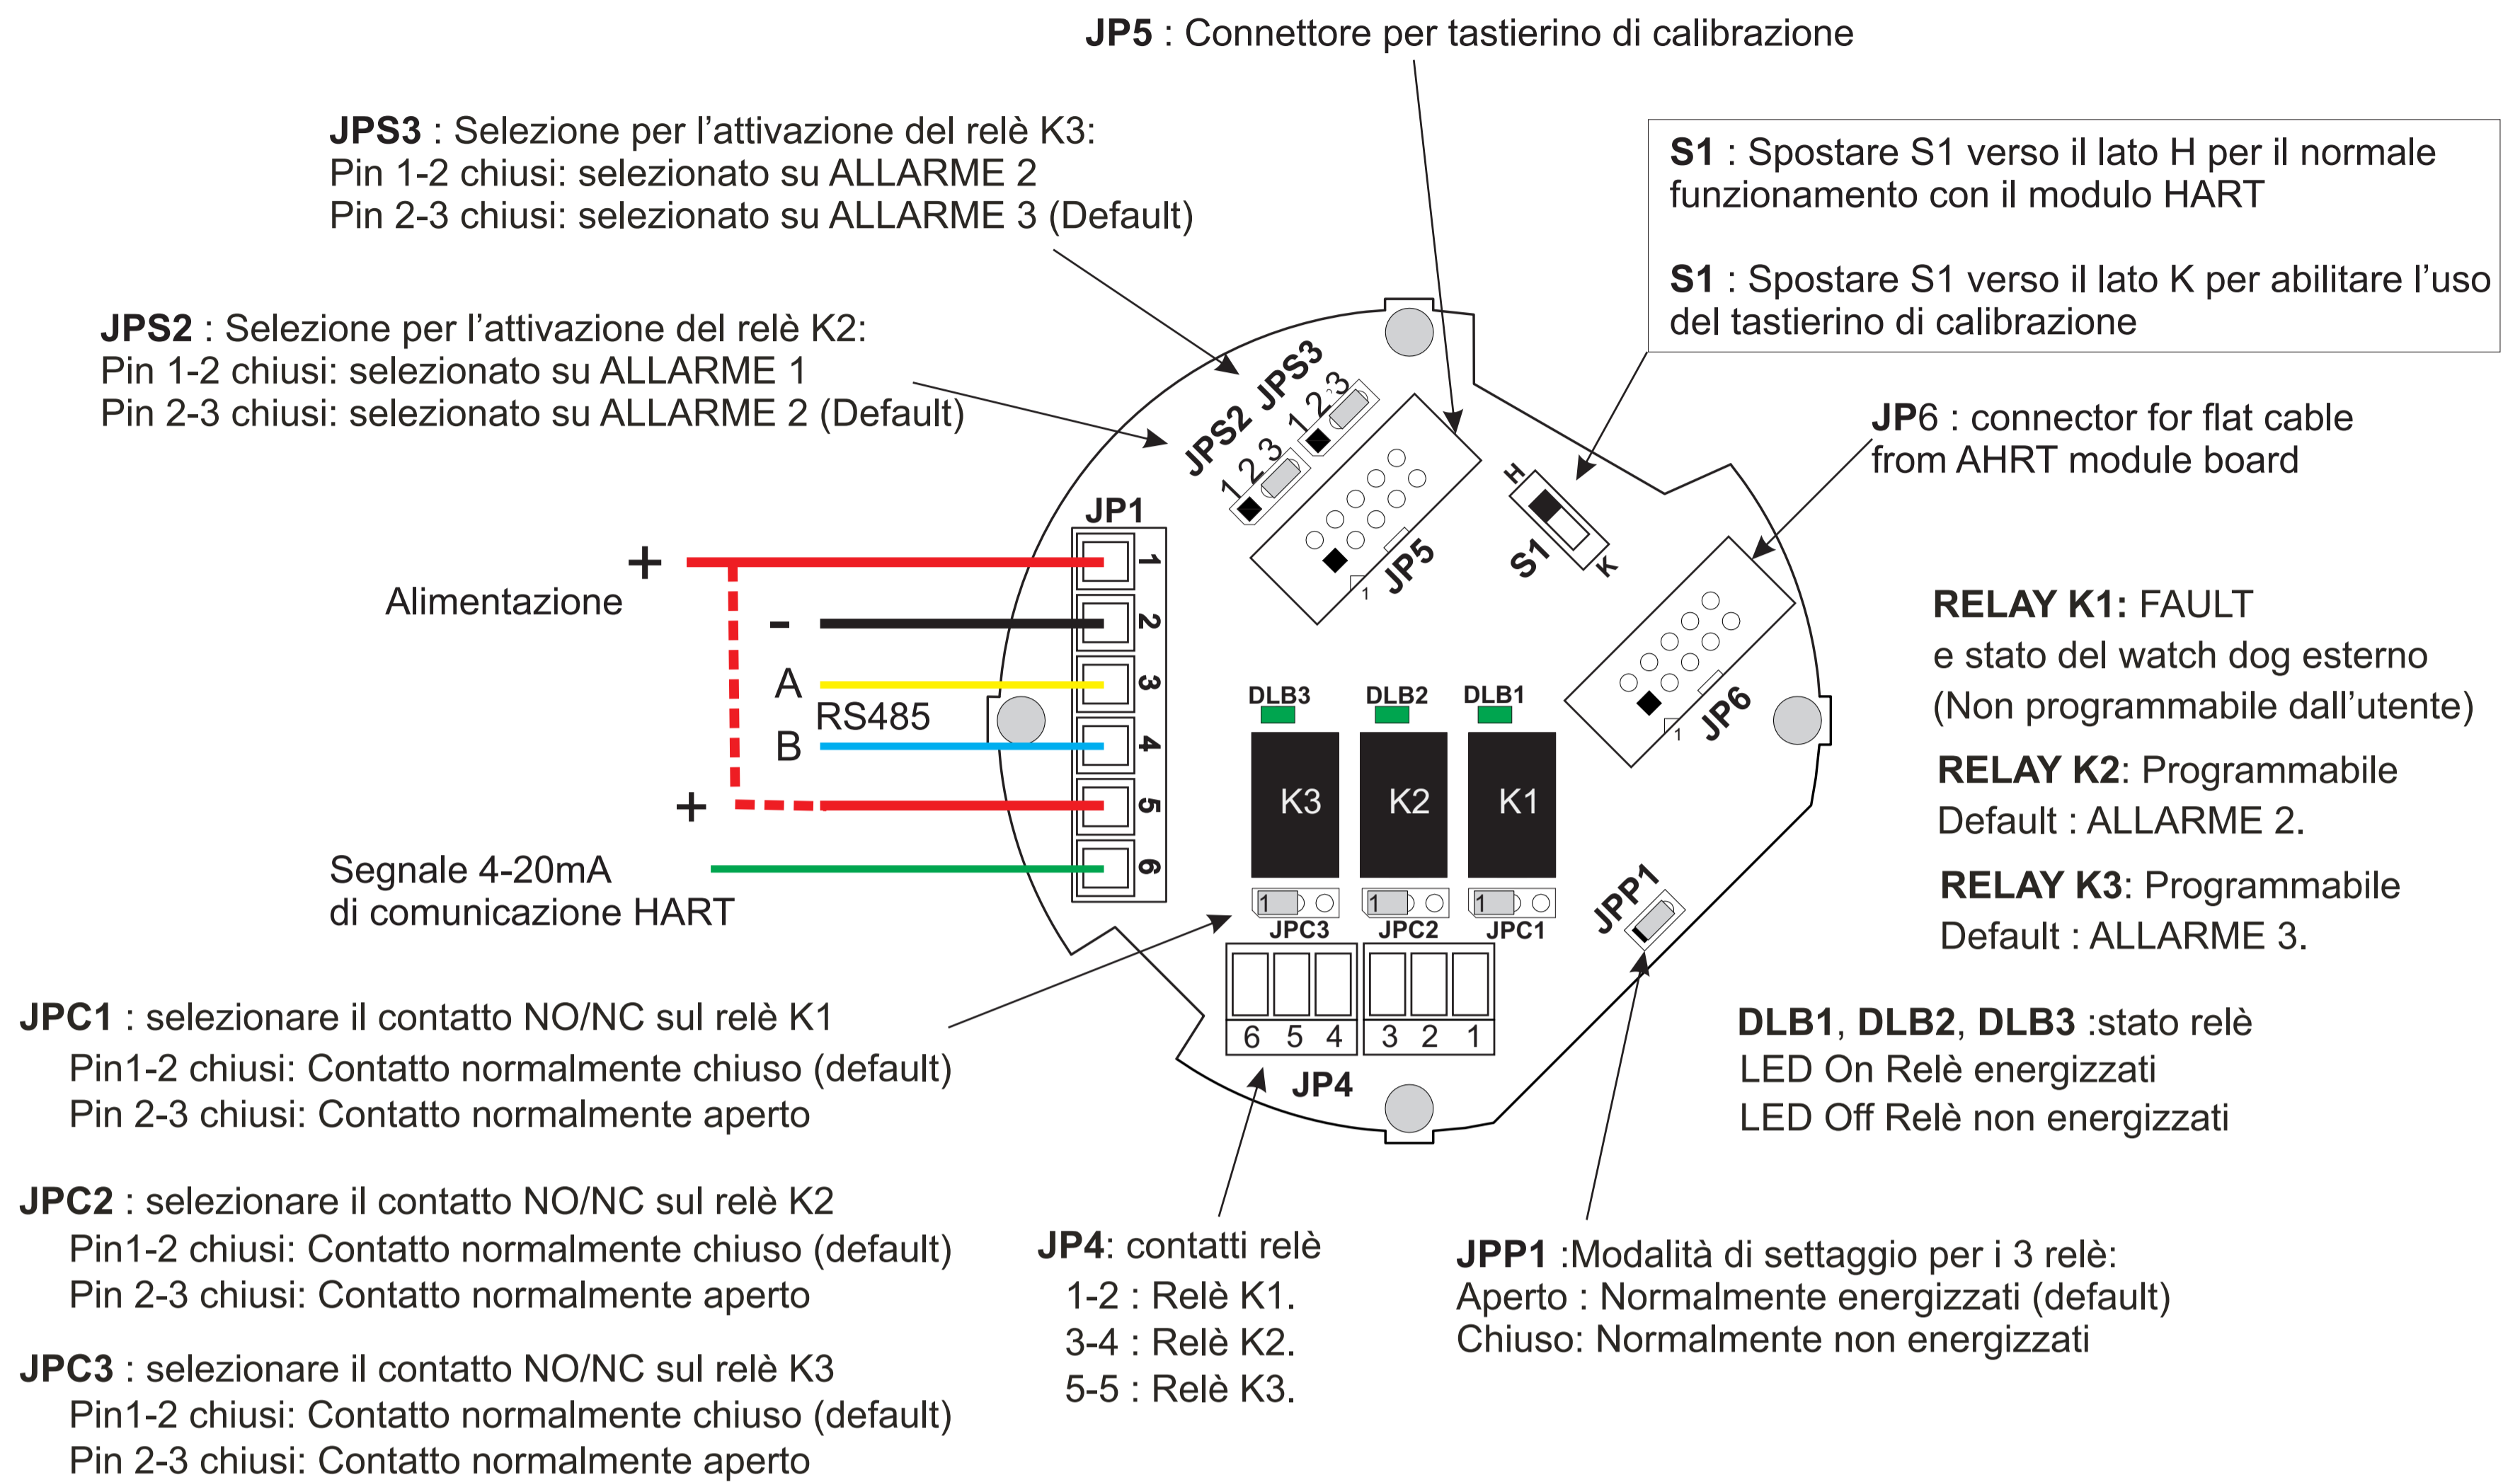 JP5 : Connettore per tastierino di calibrazione
JPS3 : Selezione per l'attivazione del relè K3:
Pin 1-2 chiusi: selezionato su ALLARME 2
Pin 2-3 chiusi: selezionato su ALLARME 3 (Default)
S1 : Spostare S1 verso il lato H per il normale
funzionamento con il modulo HART
S1 : Spostare S1 verso il lato K per abilitare l'uso
del tastierino di calibrazione
JPS2 : Selezione per l'attivazione del relè K2:
Pin 1-2 chiusi: selezionato su ALLARME 1
Pin 2-3 chiusi: selezionato su ALLARME 2 (Default)
JP6 : connector for flat cable
from AHRT module board
JPS3
1 2 3
JPS2
1 2 3
JP5
1
H
S1
K
JP6
1
JP1
1
2
3
4
5
6
+
Alimentazione
-
A
RS485
B
+
Segnale 4-20mA
di comunicazione HART
DLB3 DLB2 DLB1
K3 K2 K1
1 1 1
JPC3 JPC2 JPC1
6 5 4 3 2 1
JP4
JPP1
RELAY K1: FAULT
e stato del watch dog esterno
(Non programmabile dall'utente)
RELAY K2: Programmabile
Default : ALLARME 2.
RELAY K3: Programmabile
Default : ALLARME 3.
DLB1, DLB2, DLB3 :stato relè
LED On Relè energizzati
LED Off Relè non energizzati
JPC1 : selezionare il contatto NO/NC sul relè K1
Pin1-2 chiusi: Contatto normalmente chiuso (default)
Pin 2-3 chiusi: Contatto normalmente aperto
JPC2 : selezionare il contatto NO/NC sul relè K2
Pin1-2 chiusi: Contatto normalmente chiuso (default)
Pin 2-3 chiusi: Contatto normalmente aperto
JPC3 : selezionare il contatto NO/NC sul relè K3
Pin1-2 chiusi: Contatto normalmente chiuso (default)
Pin 2-3 chiusi: Contatto normalmente aperto
JP4: contatti relè
1-2 : Relè K1.
3-4 : Relè K2.
5-5 : Relè K3.
JPP1 :Modalità di settaggio per i 3 relè:
Aperto : Normalmente energizzati (default)
Chiuso: Normalmente non energizzati